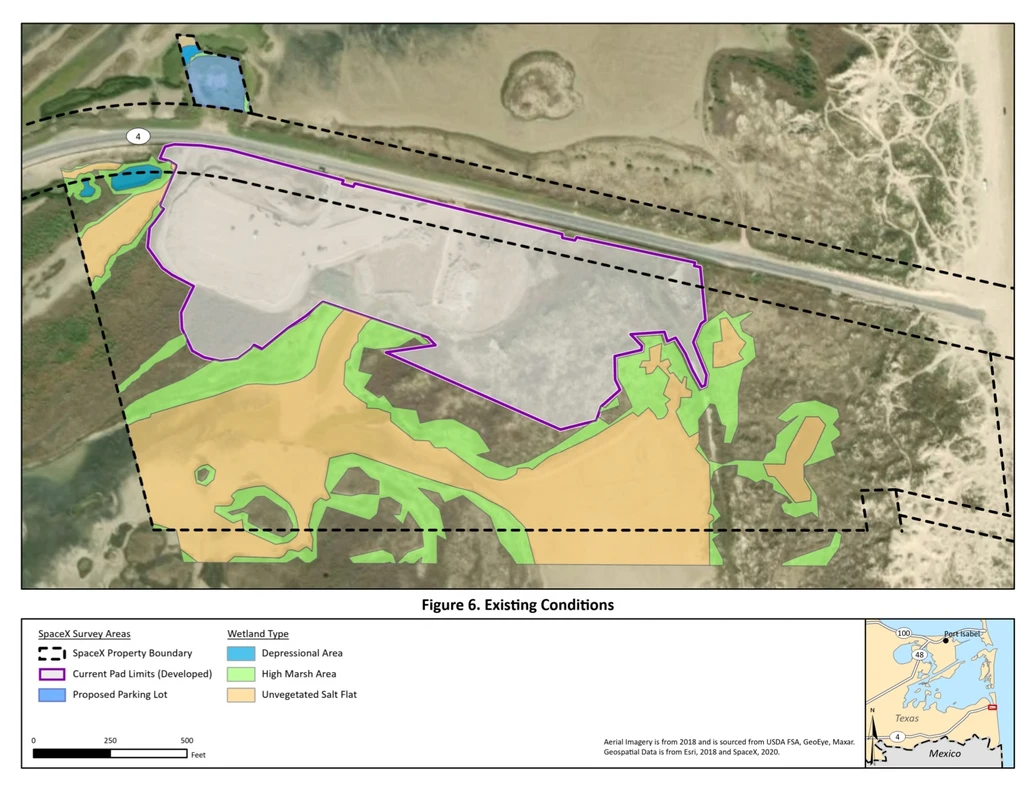 4
Figure 6. Existing Conditions
SpaceX Survey Areas
SpaceX Property Boundary
Current Pad Limits (Developed)
Proposed Parking Lot
Wetland Type
Depressional Area
High Marsh Area
Unvegetated Salt Flat
0 250 500
Feet
Aerial Imagery is from 2018 and is sourced from USDA FSA, GeoEye, Maxar.
Geospatial Data is from Esri, 2018 and SpaceX, 2020.
100
Port Isabel
48
N
Texas
4
Mexico